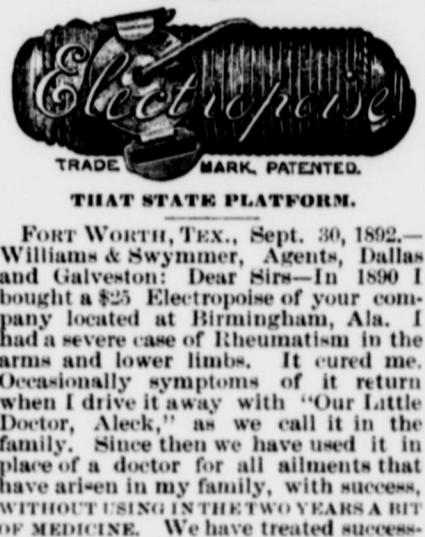 Electropoise
TRADE MARK. PATENTED.
THAT STATE PLATFORM.
FORT WORTH, TEX., Sept. 30, 1892.—
Williams & Swymmer, Agents, Dallas
and Galveston: Dear Sirs—In 1890 I
bought a $25 Electropoise of your com-
pany located at Birmingham, Ala. I
had a severe case of Rheumatism in the
arms and lower limbs. It cured me.
Occasionally symptoms of it return
when I drive it away with "Our Little
Doctor, Aleck," as we call it in the
family. Since then we have used it in
place of a doctor for all ailments that
have arisen in my family, with success,
WITHOUT USING IN THE TWO YEARS A BIT
OF MEDICINE. We have treated success-